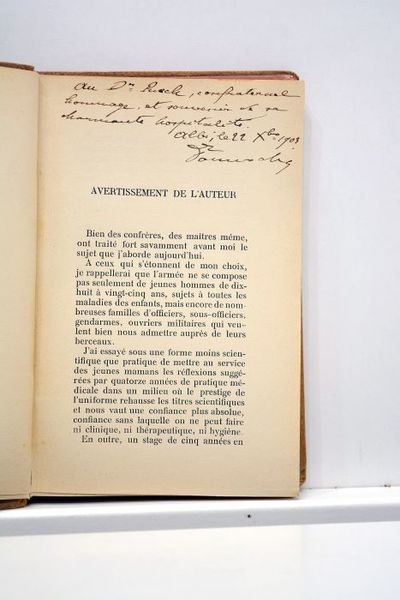 Au Dr , confraternel
hommage, et souvenir de sa
charmante hospitalité.
Albi, le 22 Xbre 1903
AVERTISSEMENT DE L'AUTEUR
Bien des confrères, des maîtres même,
ont traité fort savamment avant moi le
sujet que j'aborde aujourd'hui.
A ceux qui s'étonnent de mon choix,
je rappellerai que l'armée ne se compose
pas seulement de jeunes hommes de dix-
huit à vingt-cinq ans, sujets à toutes les
maladies des enfants, mais encore de nom-
breuses familles d'officiers, sous-officiers,
gendarmes, ouvriers militaires qui veu-
lent bien nous admettre auprès de leurs
berceaux.
J'ai essayé sous une forme moins scien-
tifique que pratique de mettre au service
des jeunes mamans les réflexions suggé-
rées par quatorze années de pratique mé-
dicale dans un milieu où le prestige de
l'uniforme rehausse les titres scientifiques
et nous vaut une confiance plus absolue,
confiance sans laquelle on ne peut faire
ni clinique, ni thérapeutique, ni hygiène.
En outre, un stage de cinq années en